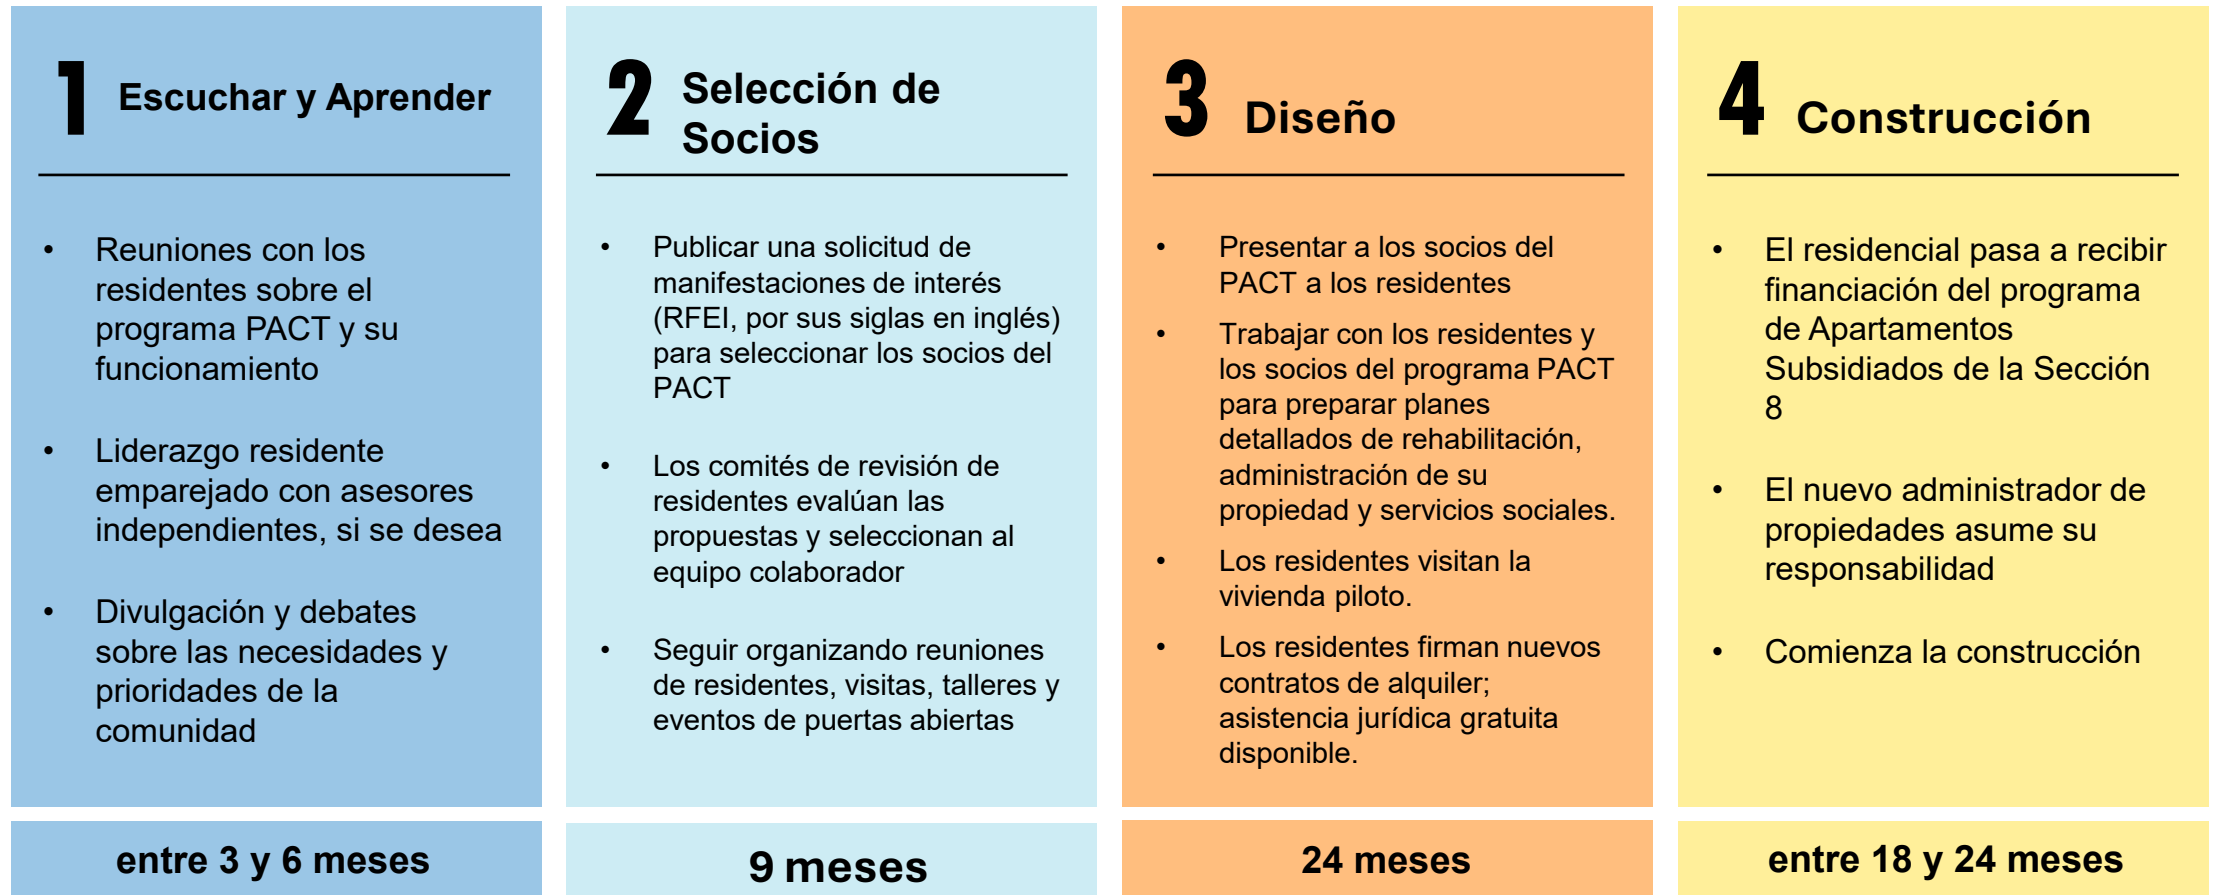 1 Escuchar y Aprender
• Reuniones con los
residentes sobre el
programa PACT y su
funcionamiento
• Liderazgo residente
emparejado con asesores
independientes, si se desea
• Divulgación y debates
sobre las necesidades y
prioridades de la
comunidad
entre 3 y 6 meses
2 Selección de
Socios
• Publicar una solicitud de
manifestaciones de interés
(RFEI, por sus siglas en inglés)
para seleccionar los socios del
PACT
• Los comités de revisión de
residentes evalúan las
propuestas y seleccionan al
equipo colaborador
• Seguir organizando reuniones
de residentes, visitas, talleres y
eventos de puertas abiertas
9 meses
3 Diseño
• Presentar a los socios del
PACT a los residentes
• Trabajar con los residentes y
los socios del programa PACT
para preparar planes
detallados de rehabilitación,
administración de su
propiedad y servicios sociales.
• Los residentes visitan la
vivienda piloto.
• Los residentes firman nuevos
contratos de alquiler;
asistencia jurídica gratuita
disponible.
24 meses
4 Construcción
• El residencial pasa a recibir
financiación del programa
de Apartamentos
Subsidiados de la Sección
8
• El nuevo administrador de
propiedades asume su
responsabilidad
• Comienza la construcción
entre 18 y 24 meses